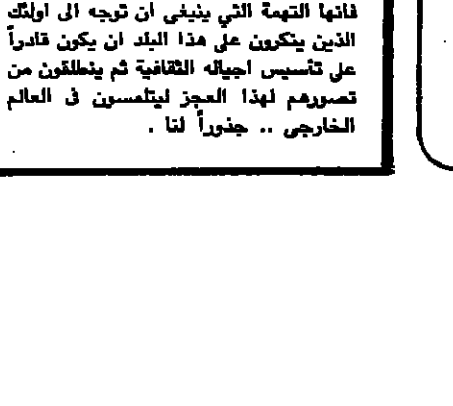 فانها التهمة التي ينبغي ان توجه الى اولئك
الذين ينكرون على هذا البلد ان يكون قادراً
على تأسيس اجياله الثقافية ثم ينطلقون من
تصورهم لهذا العجز ليتلمسون في العالم
الخارجي .. جذوراً لنا .